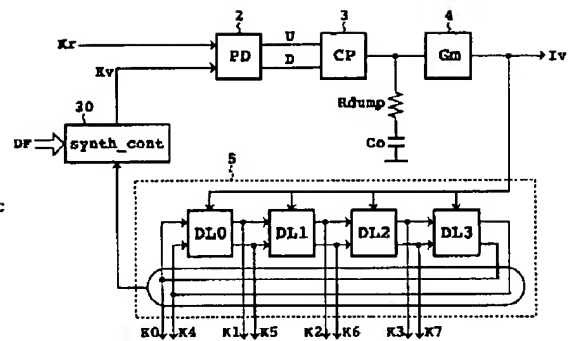 2
3
4
Kr
U
D
PD
CP
Gm
Iv
Kv
Rdump
Co
30
DF
synth_cont
5
c
DL0
DL1
DL2
DL3
K0
K4
K1
K5
K2
K6
K3
K7